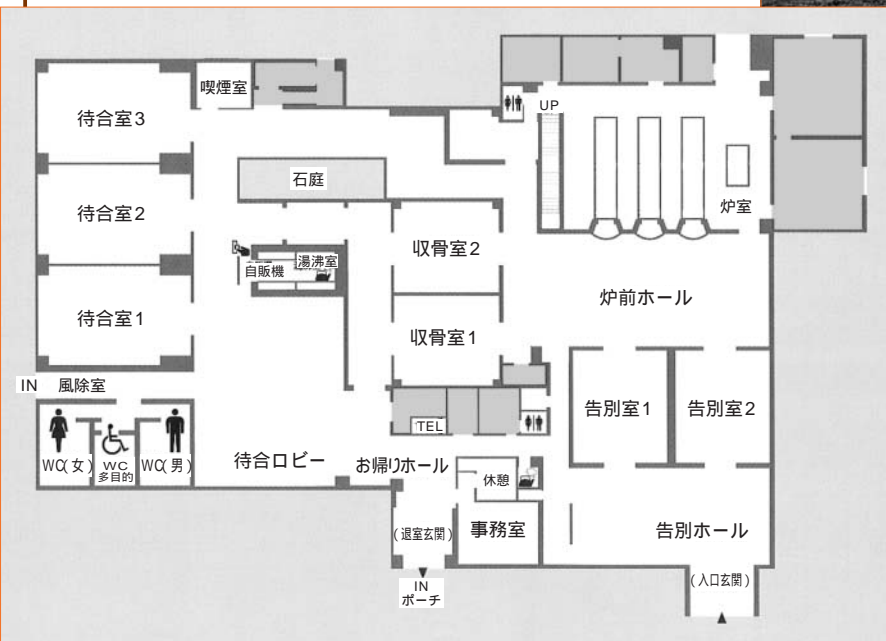 喫煙室
待合室3
UP
石庭
炉室
待合室2
収骨室2
湯沸室
自販機
炉前ホール
待合室1
収骨室1
IN 風除室
告別室1
告別室2
TEL
WC(女)
WC
多目的
WC(男)
待合ロビー
お帰りホール
休憩
(退室玄関)
事務室
告別ホール
(入口玄関)
IN
ポーチ